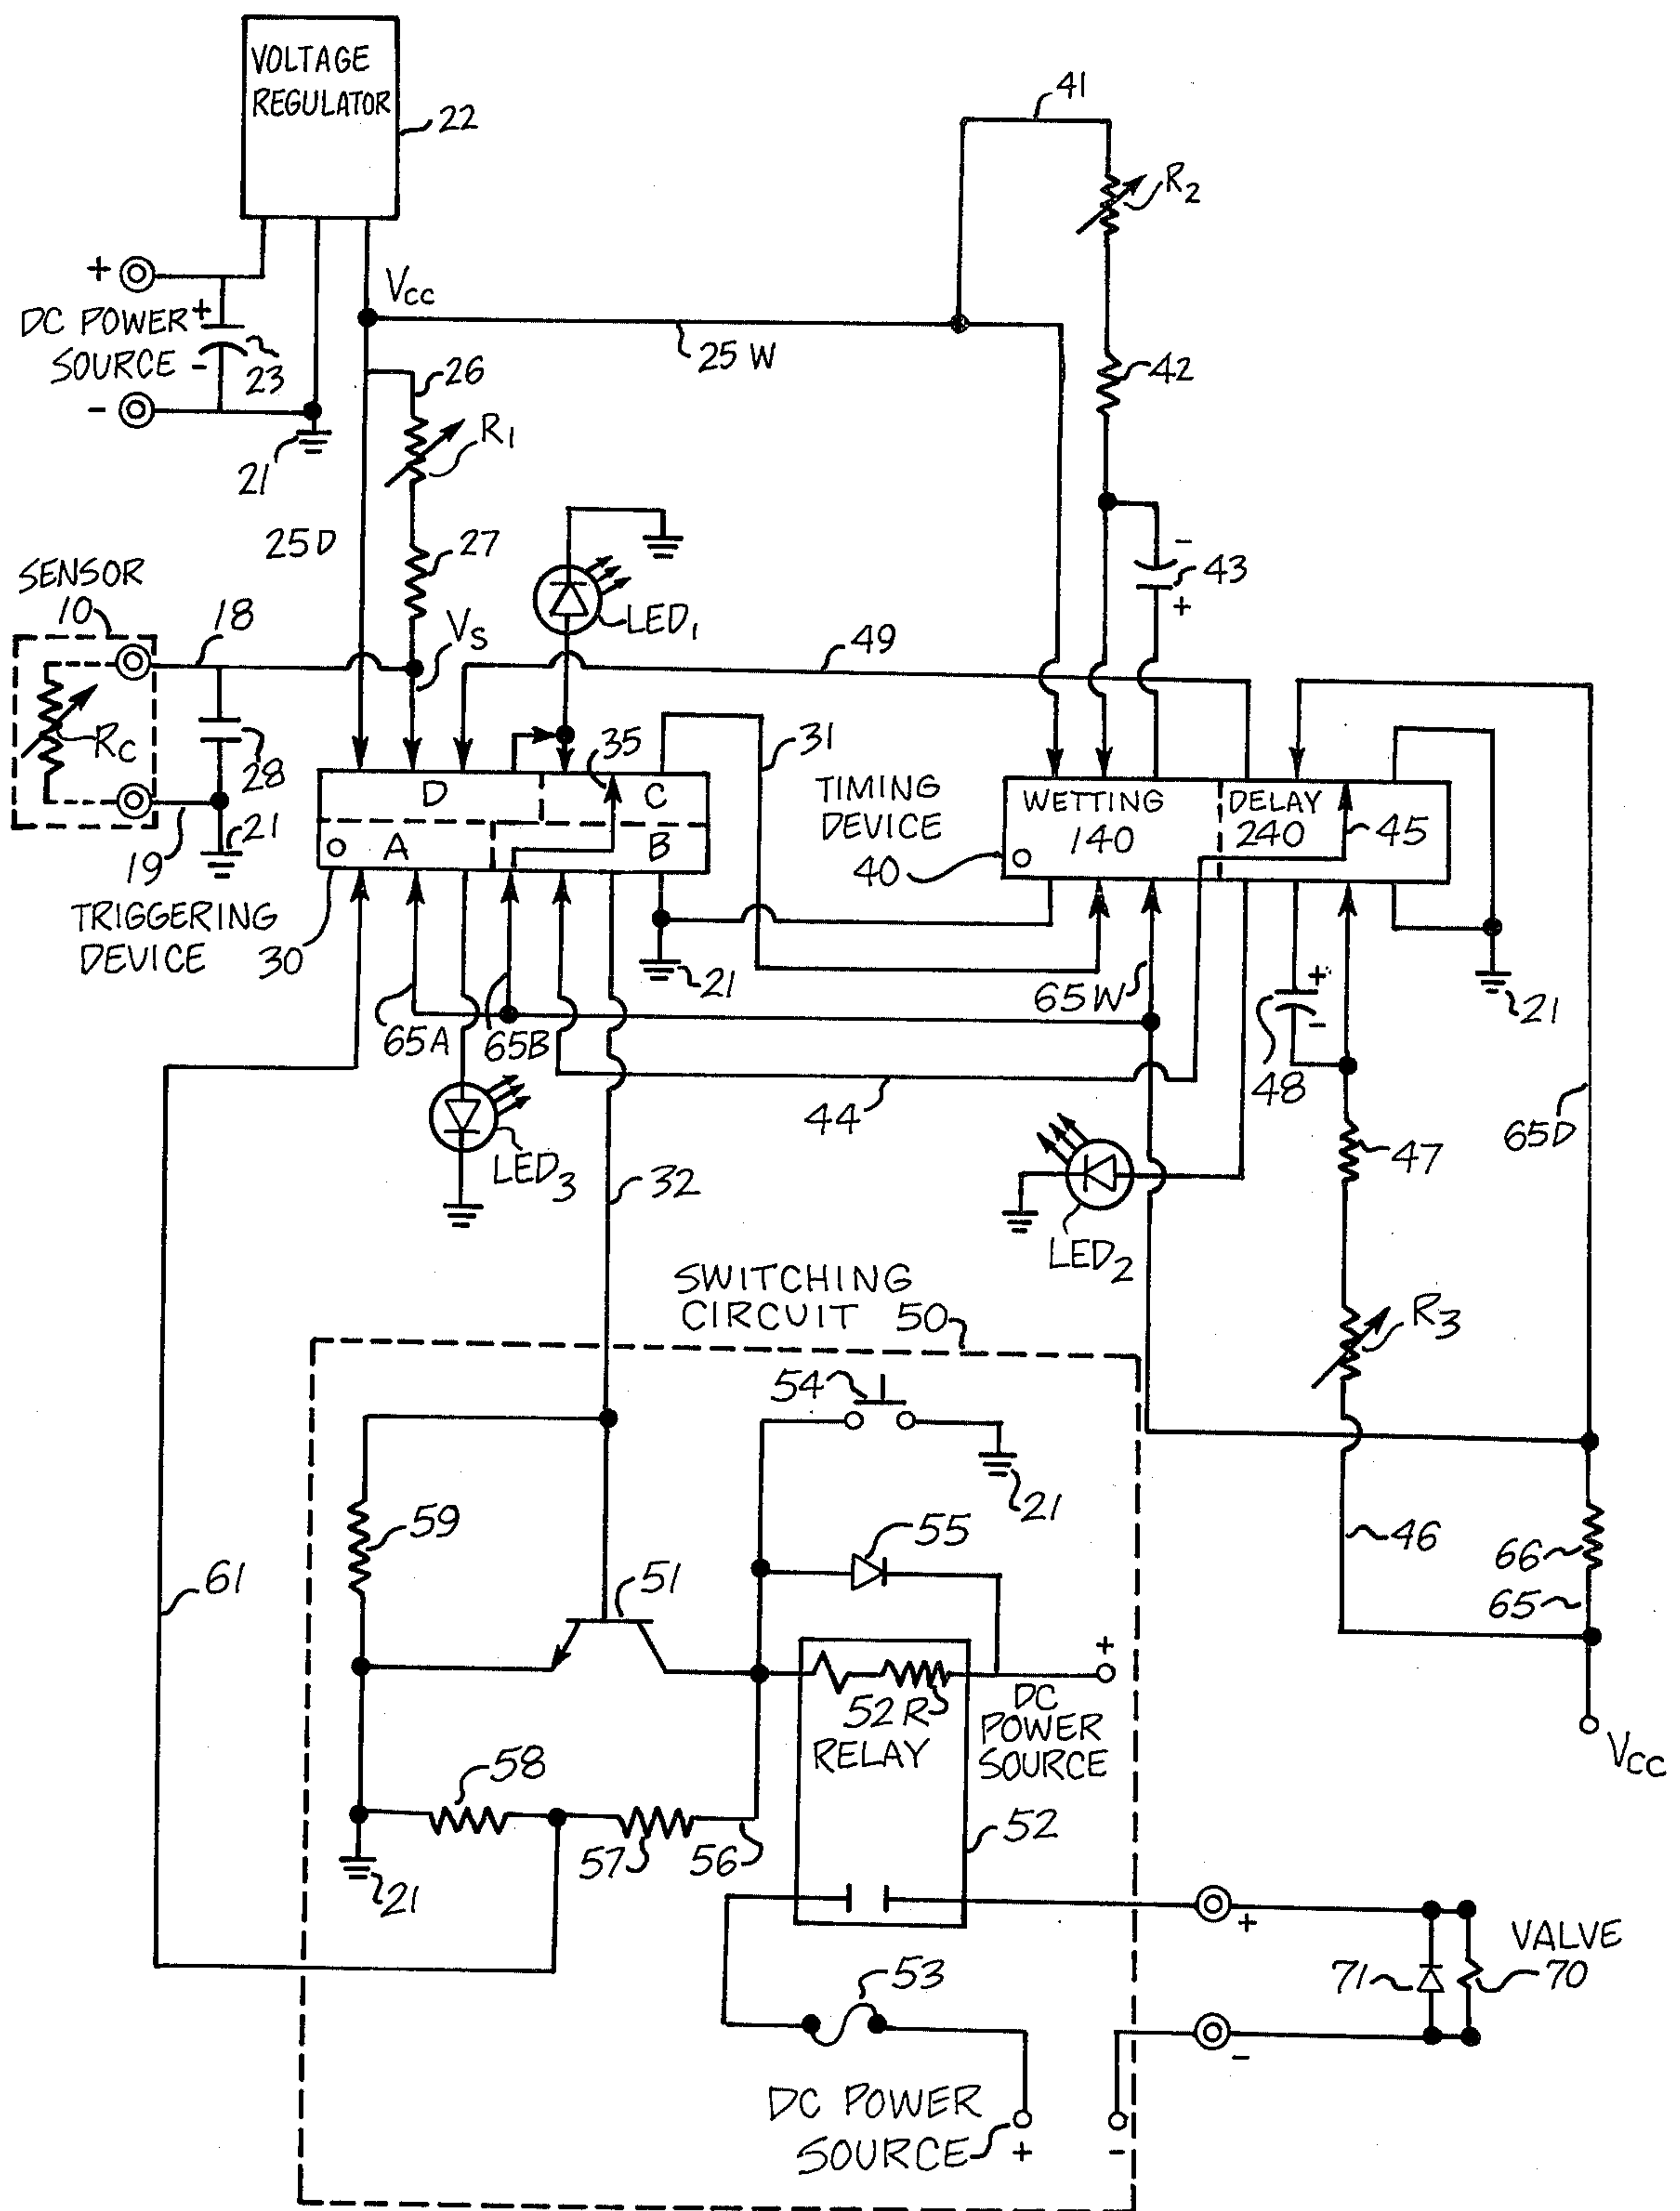 VOLTAGE
REGULATOR
22
41
R2
+
DC POWER
SOURCE
-
+
-
23
VCC
25 W
26
42
R1
21
25D
27
SENSOR
10
18
VS
LED1
43
-
+
49
RC
28
21
19
35
31
D
C
A
B
TRIGGERING
DEVICE 30
TIMING
DEVICE
40
WETTING
140
DELAY
240
45
21
65A
65B
65W
48
+
-
21
44
LED3
32
LED2
47
65D
SWITCHING
CIRCUIT 50
R3
54
21
59
55
46
66
65
61
51
+
52R
RELAY
DC
POWER
SOURCE
VCC
58
57
56
52
21
+
VALVE
71
70
53
-
DC POWER
SOURCE
+
-